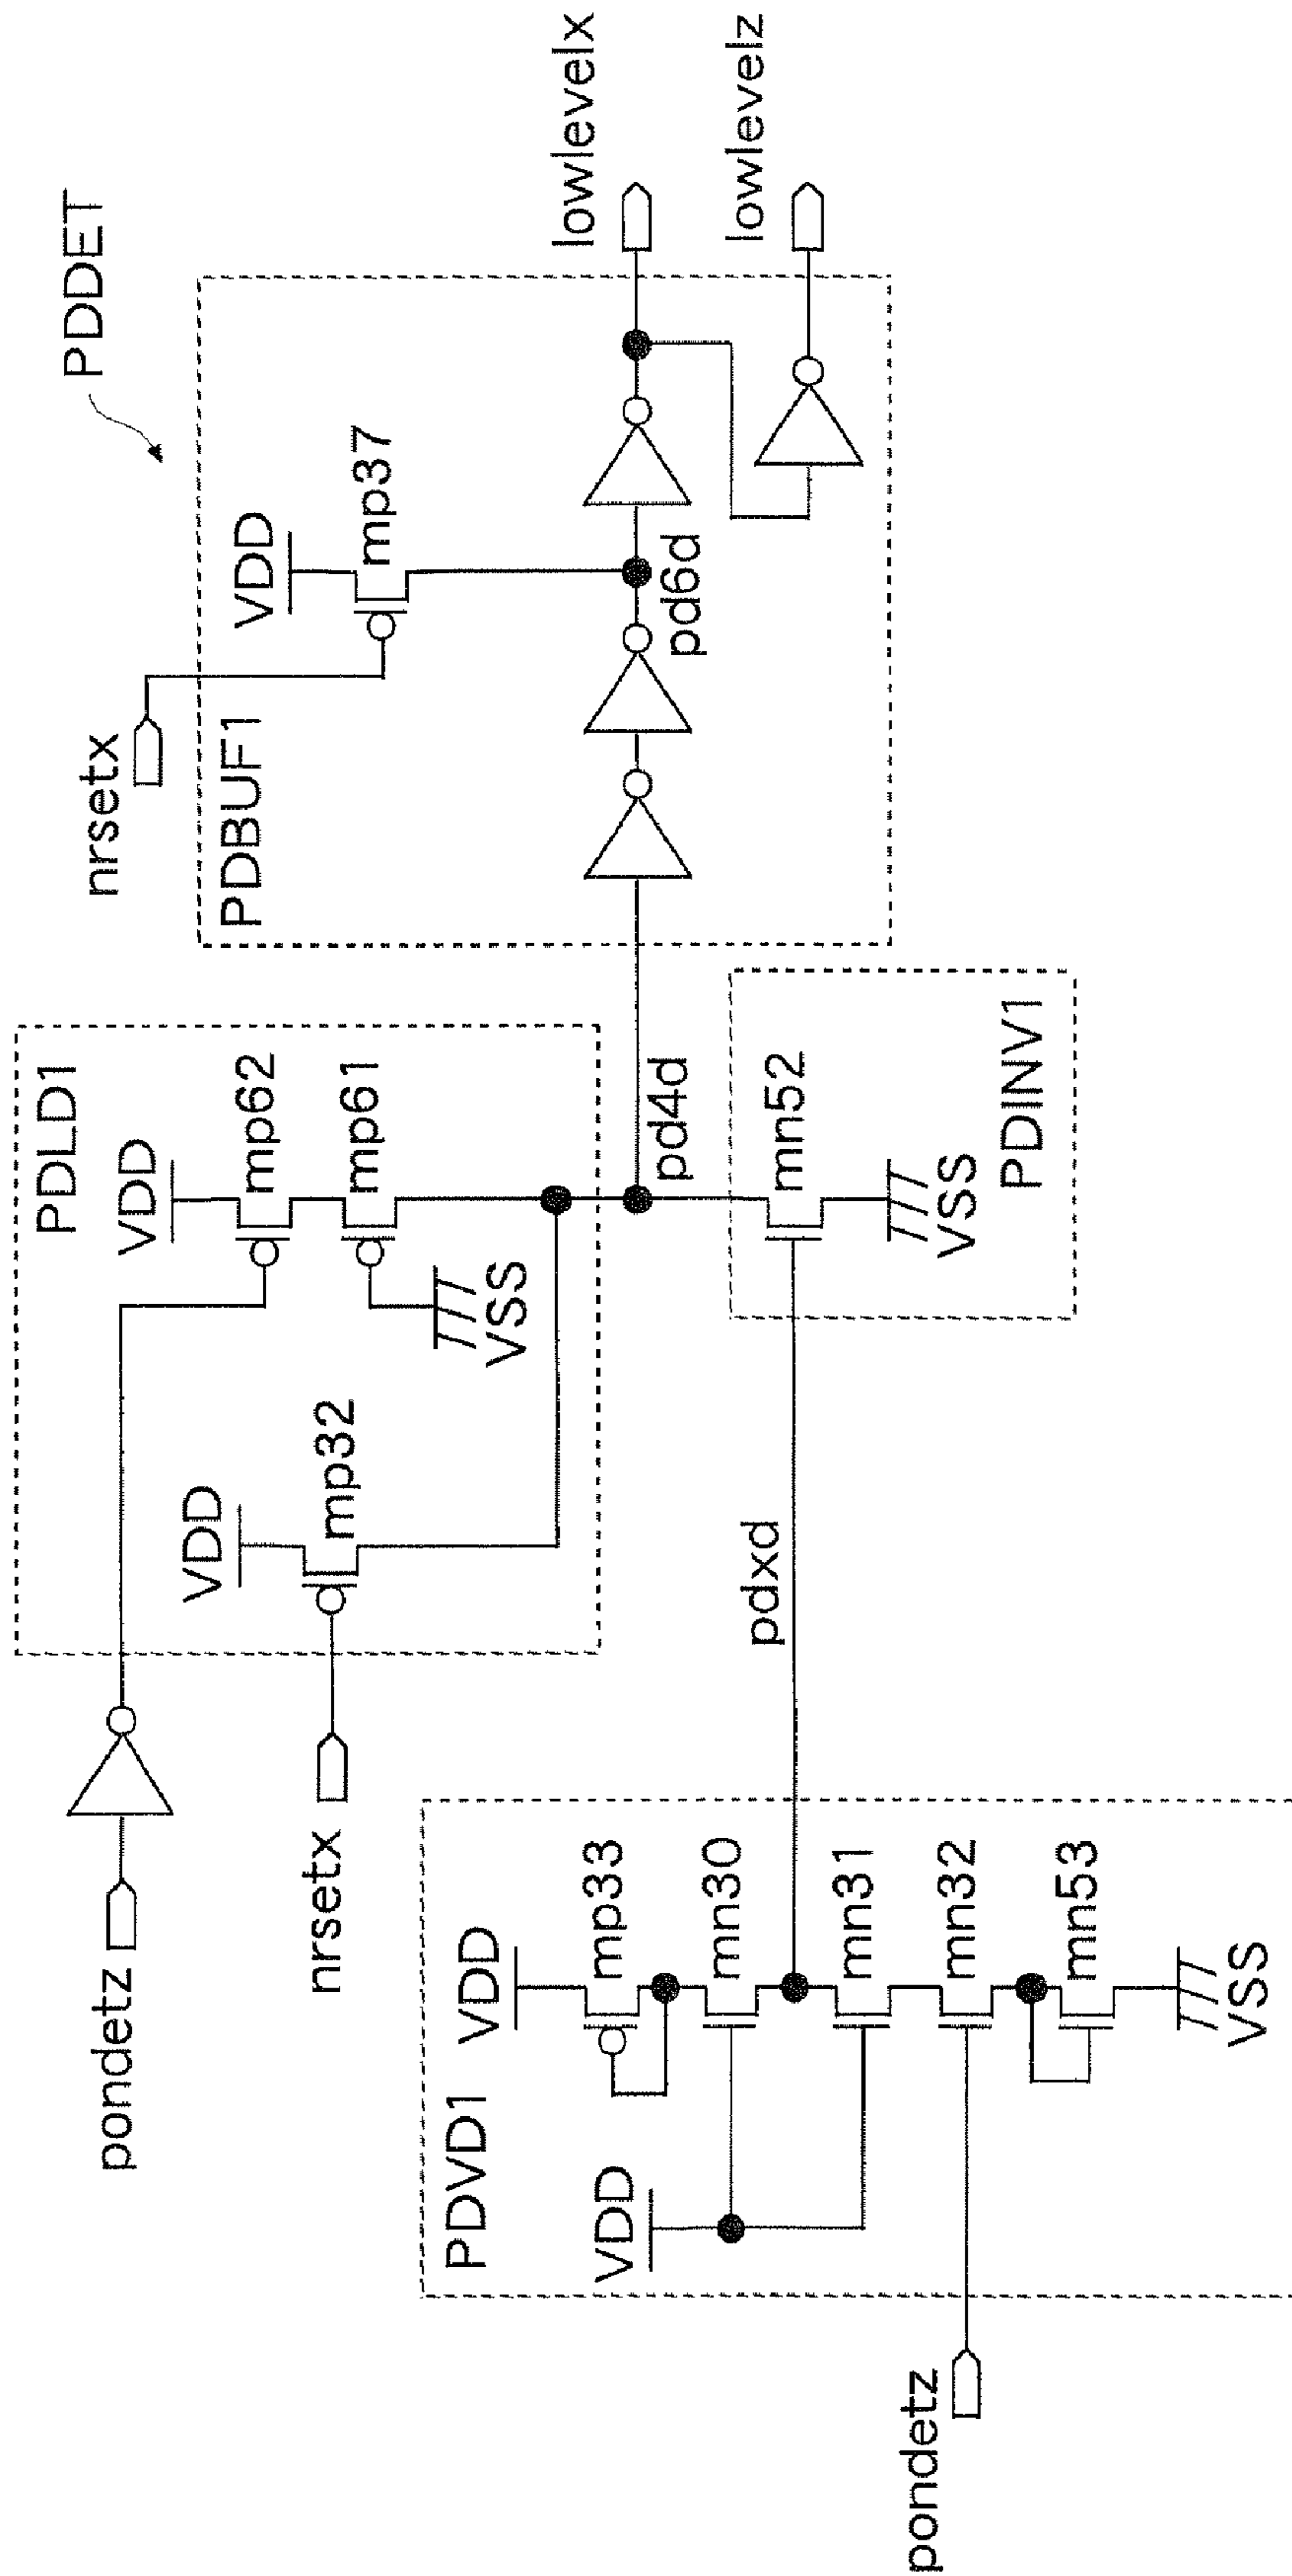 PDDET
pondetz
PDLD1
VDD
mp62
mp61
VSS
VDD
mp32
nrsetx
nrsetx
PDBUF1
VDD
mp37
pd6d
lowlevelx
lowlevelz
pd4d
PDINV1
mn52
VSS
pdxd
PDVD1
VDD
mp33
mn30
VDD
mn31
mn32
mn53
VSS
pondetz